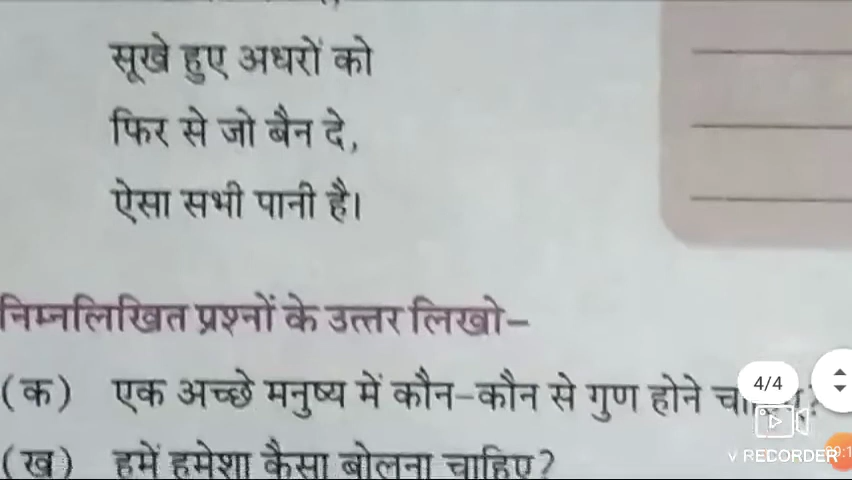 सूखे हुए अधरों को
फिर से जो बैन दे,
ऐसा सभी पानी है।
निम्नलिखित प्रश्नों के उत्तर लिखो–
(क) एक अच्छे मनुष्य में कौन-कौन से गुण होने
4/4
(ख) हमें हमेशा कैसा बोलना चाहिए?
V RECORDER